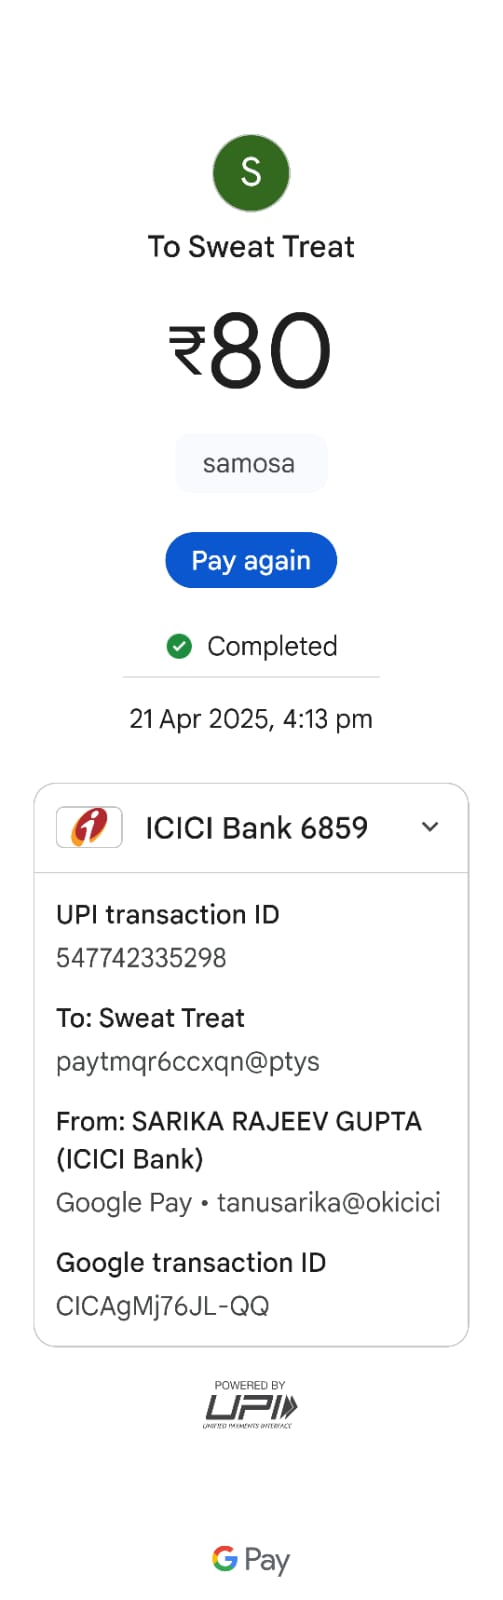 S
To Sweat Treat
₹80
samosa
Pay again
Completed
21 Apr 2025, 4:13 pm
ICICI Bank 6859
UPI transaction ID
547742335298
To: Sweat Treat
paytmqr6ccxqn@ptys
From: SARIKA RAJEEV GUPTA
(ICICI Bank)
Google Pay • tanusarika@okicici
Google transaction ID
CICAgMj76JL-QQ
POWERED BY
UPI
UNIFIED PAYMENTS INTERFACE
G Pay